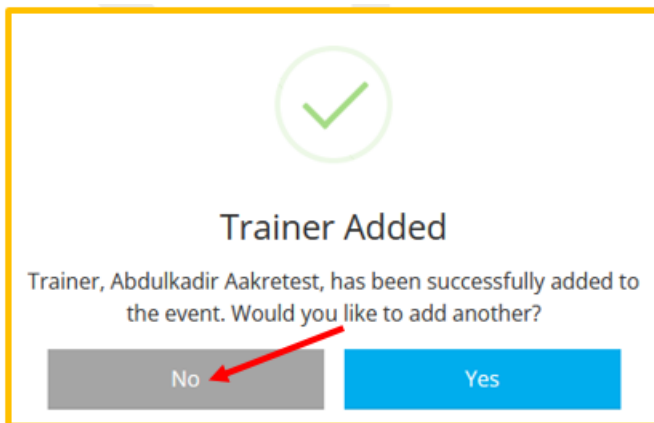 Trainer Added
Trainer, Abdulkadir Aakretest, has been successfully added to
the event. Would you like to add another?
No
Yes